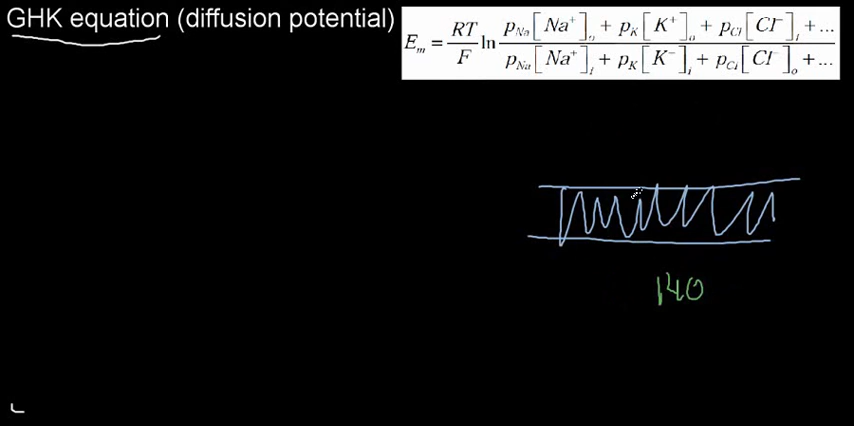 GHK equation (diffusion potential)
E_m = RT/F ln (p_Na[Na⁺]_o + p_K[K⁺]_o + p_Cl[Cl⁻]_i + ...)/(p_Na[Na⁺]_i + p_K[K⁻]_i + p_Cl[Cl⁻]_o + ...)
140